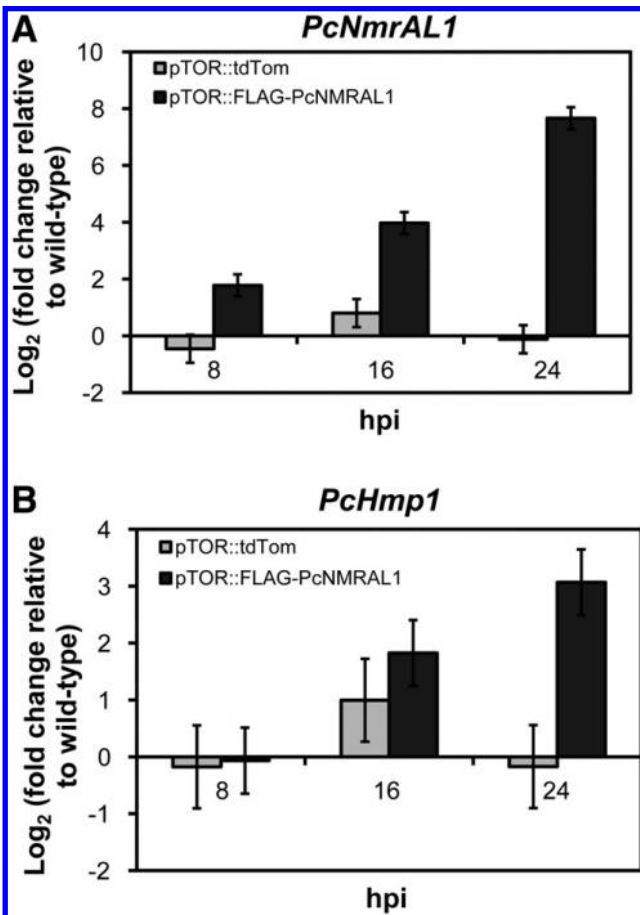 A
PcNmrAL1
pTOR::tdTom
pTOR::FLAG-PcNMRAL1
Log₂ (fold change relative
to wild-type)
10
8
6
4
2
0
-2
8
16
24
hpi
B
PcHmp1
pTOR::tdTom
pTOR::FLAG-PcNMRAL1
Log₂ (fold change relative
to wild-type)
4
3
2
1
0
-1
-2
8
16
24
hpi